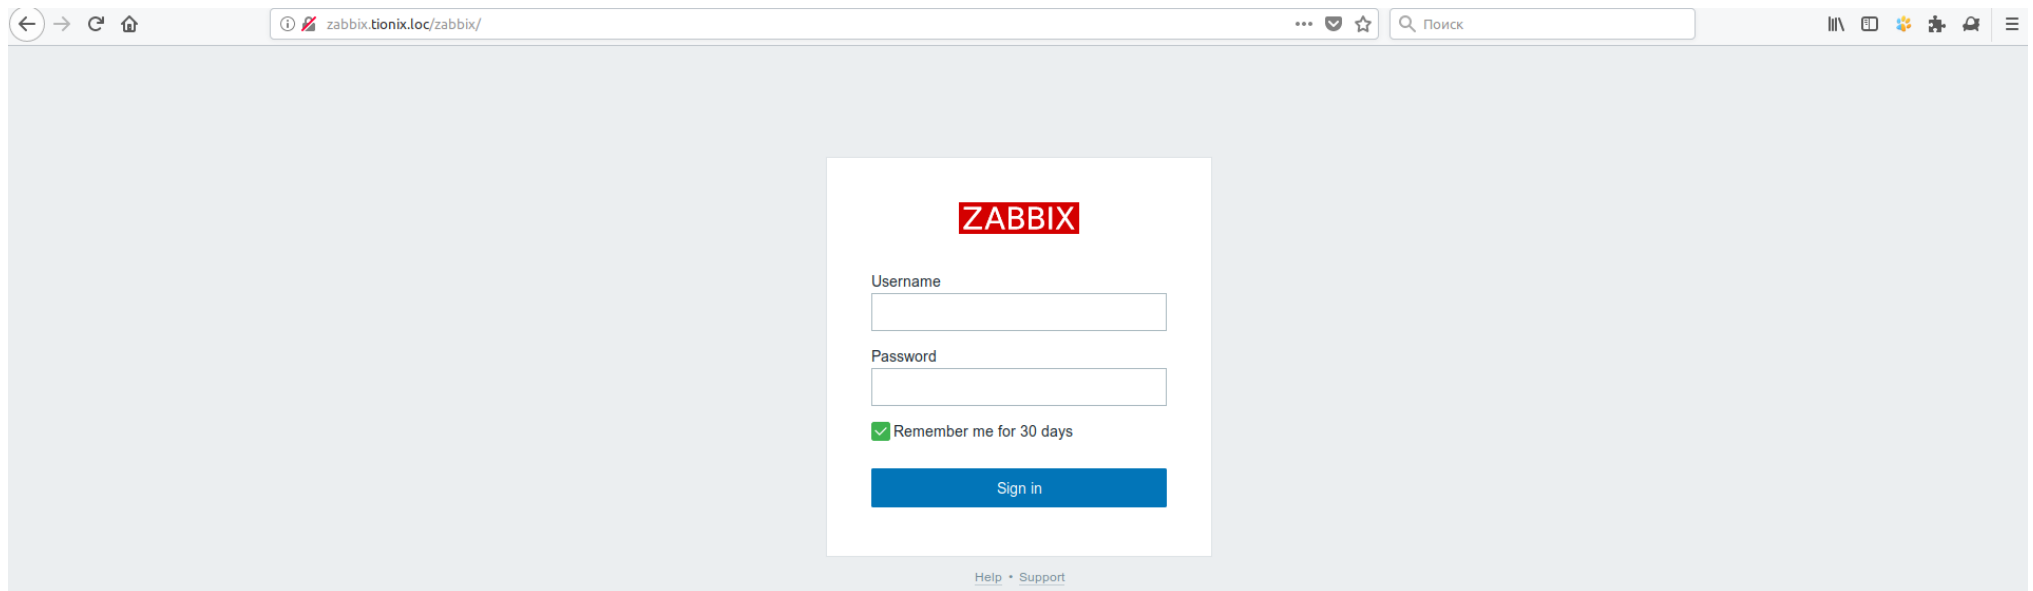 zabbix.tionix.loc/zabbix/
Поиск
ZABBIX
Username
Password
Remember me for 30 days
Sign in
Help • Support